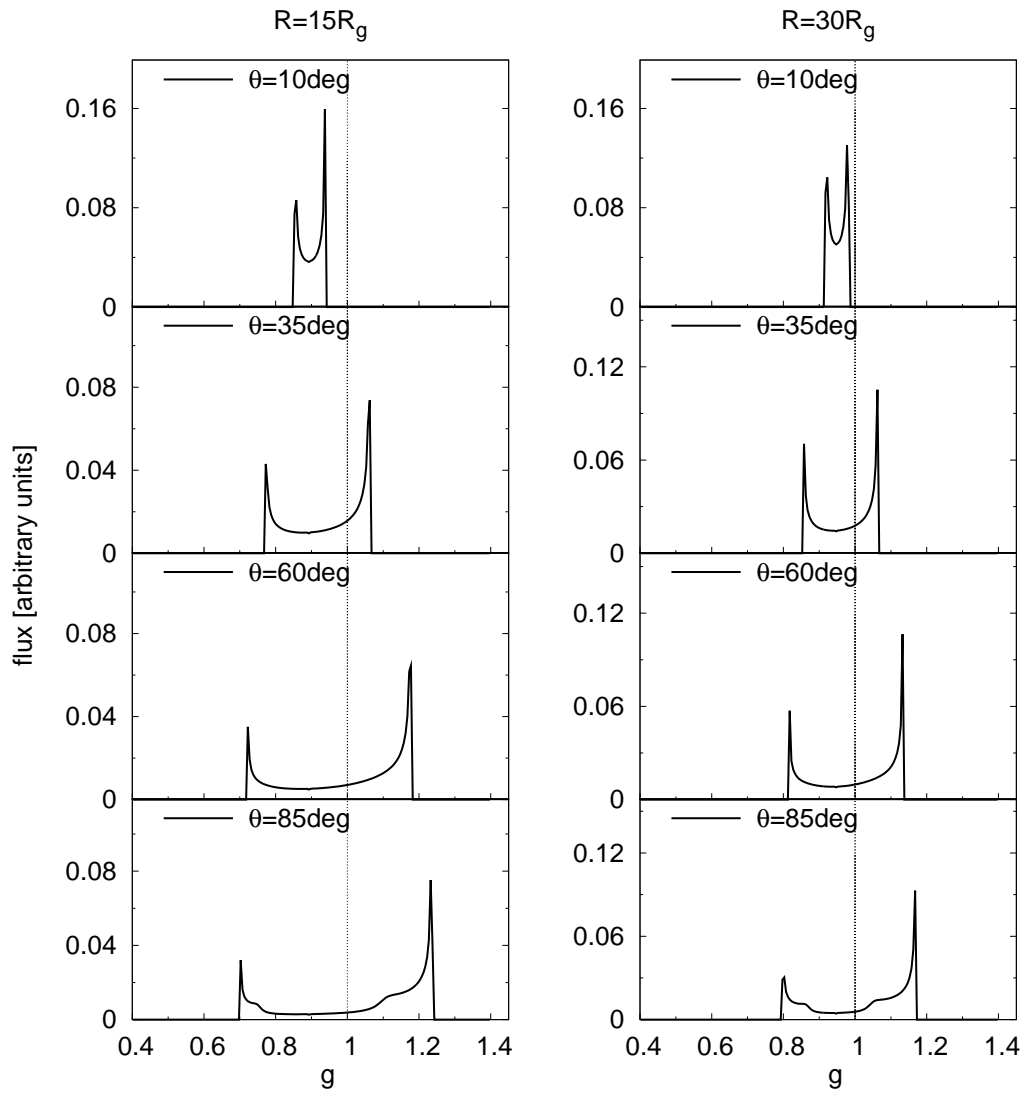 R=15Rg R=30Rg
θ=10deg θ=10deg
0.16 0.16
0.08 0.08
0 0
θ=35deg θ=35deg
0.08 0.12
0.04 0.06
0 0
θ=60deg θ=60deg
0.08 0.12
0.04 0.06
0 0
θ=85deg θ=85deg
0.08 0.12
0.04 0.06
0 0
0.4 0.6 0.8 1 1.2 1.4 0.4 0.6 0.8 1 1.2 1.4
g g
flux [arbitrary units]